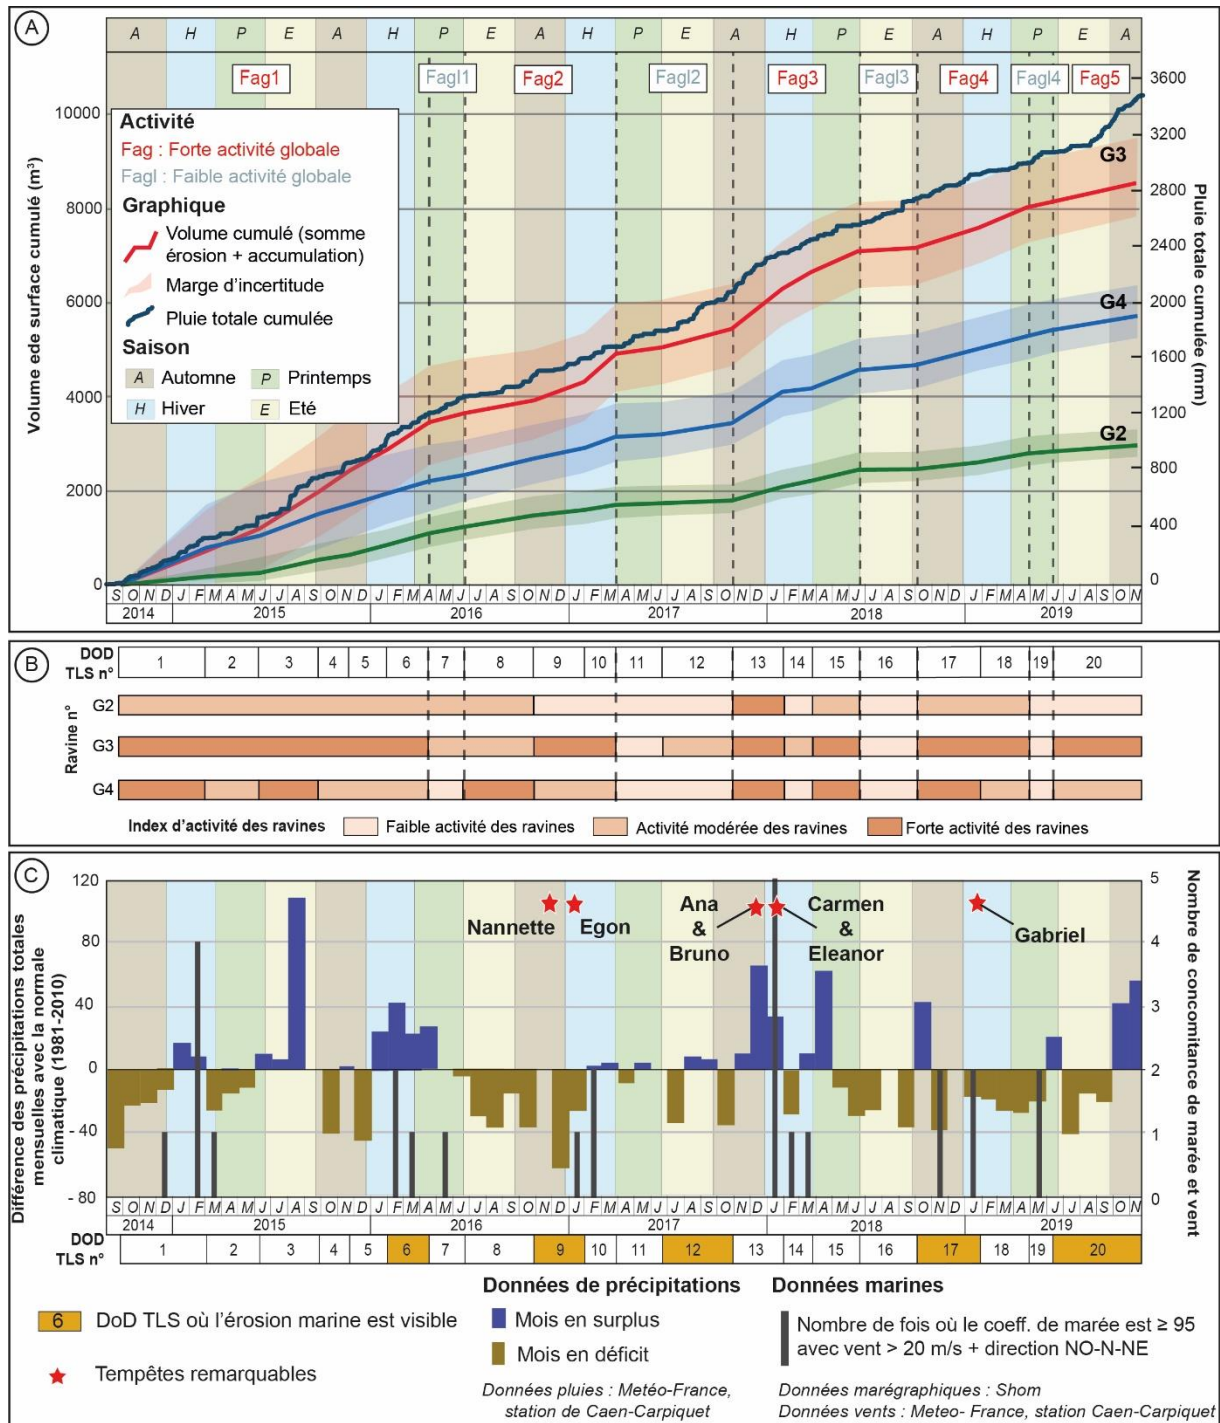 A
A H P E A H P E A H P E A H P E A H P E A
Fag1 Fagl1 Fag2 Fagl2 Fag3 Fagl3 Fag4 Fagl4 Fag5
Activité
Fag : Forte activité globale
Fagl : Faible activité globale
Graphique
Volume cumulé (somme
érosion + accumulation)
Marge d'incertitude
Pluie totale cumulée
Saison
A Automne P Printemps
H Hiver E Eté
Volume ede surface cumulé (m³)
10000
8000
6000
4000
2000
0
G3
G4
G2
Pluie totale cumulée (mm)
3600
3200
2800
2400
2000
1600
1200
800
400
0
S O N D J F M A M J J A S O N D J F M A M J J A S O N D J F M A M J J A S O N D J F M A M J J A S O N D J F M A M J J A S O N
2014 2015 2016 2017 2018 2019
B
DOD
TLS n°
1 2 3 4 5 6 7 8 9 10 11 12 13 14 15 16 17 18 19 20
Ravine n°
G2
G3
G4
Index d'activité des ravines Faible activité des ravines Activité modérée des ravines Forte activité des ravines
C
Différence des précipitations totales
mensuelles avec la normale
climatique (1981-2010)
120
80
40
0
- 40
- 80
Nannette
Egon
Ana
&
Bruno
Carmen
&
Eleanor
Gabriel
Nombre de concomitance de marée et vent
5
4
3
2
1
0
S O N D J F M A M J J A S O N D J F M A M J J A S O N D J F M A M J J A S O N D J F M A M J J A S O N D J F M A M J J A S O N
2014 2015 2016 2017 2018 2019
DOD
TLS n°
1 2 3 4 5 6 7 8 9 10 11 12 13 14 15 16 17 18 19 20
6 DoD TLS où l'érosion marine est visible
Tempêtes remarquables
Données de précipitations
Mois en surplus
Mois en déficit
Données pluies : Metéo-France,
station de Caen-Carpiquet
Données marines
Nombre de fois où le coeff. de marée est ≥ 95
avec vent > 20 m/s + direction NO-N-NE
Données marégraphiques : Shom
Données vents : Meteo- France, station Caen-Carpiquet